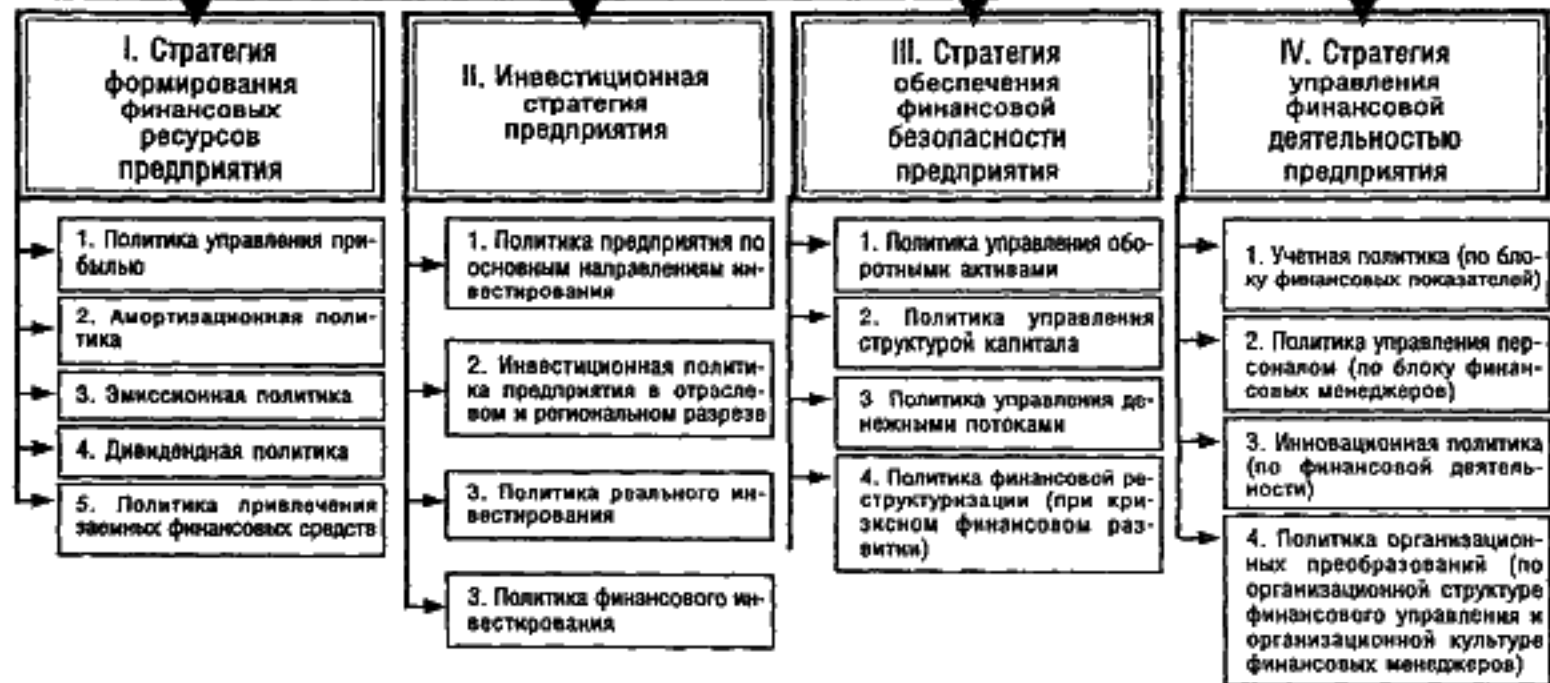 I. Стратегия
формирования
финансовых
ресурсов
предприятия
1. Политика управления при-
былью
2. Амортизационная поли-
тика
3. Эмиссионная политика
4. Дивидендная политика
5. Политика привлечения
заемных финансовых средств
II. Инвестиционная
стратегия
предприятия
1. Политика предприятия по
основным направлениям ин-
вестирования
2. Инвестиционная полити-
ка предприятия в отрасле-
вом и региональном разрезе
3. Политика реального ин-
вестирования
3. Политика финансового ин-
вестирования
III. Стратегия
обеспечения
финансовой
безопасности
предприятия
1. Политика управления обо-
ротными активами
2. Политика управления
структурой капитала
3 Политика управления де-
нежными потоками
4. Политика финансовой ре-
структуризации (при кри-
зисном финансовом раз-
витии)
IV. Стратегия
управления
финансовой
деятельностью
предприятия
1. Учетная политика (по бло-
ку финансовых показателей)
2. Политика управления пер-
соналом (по блоку финан-
совых менеджеров)
3. Инновационная политика
(по финансовой деятель-
ности)
4. Политика организацион-
ных преобразований (по
организационной структуре
финансового управления и
организационной культуре
финансовых менеджеров)